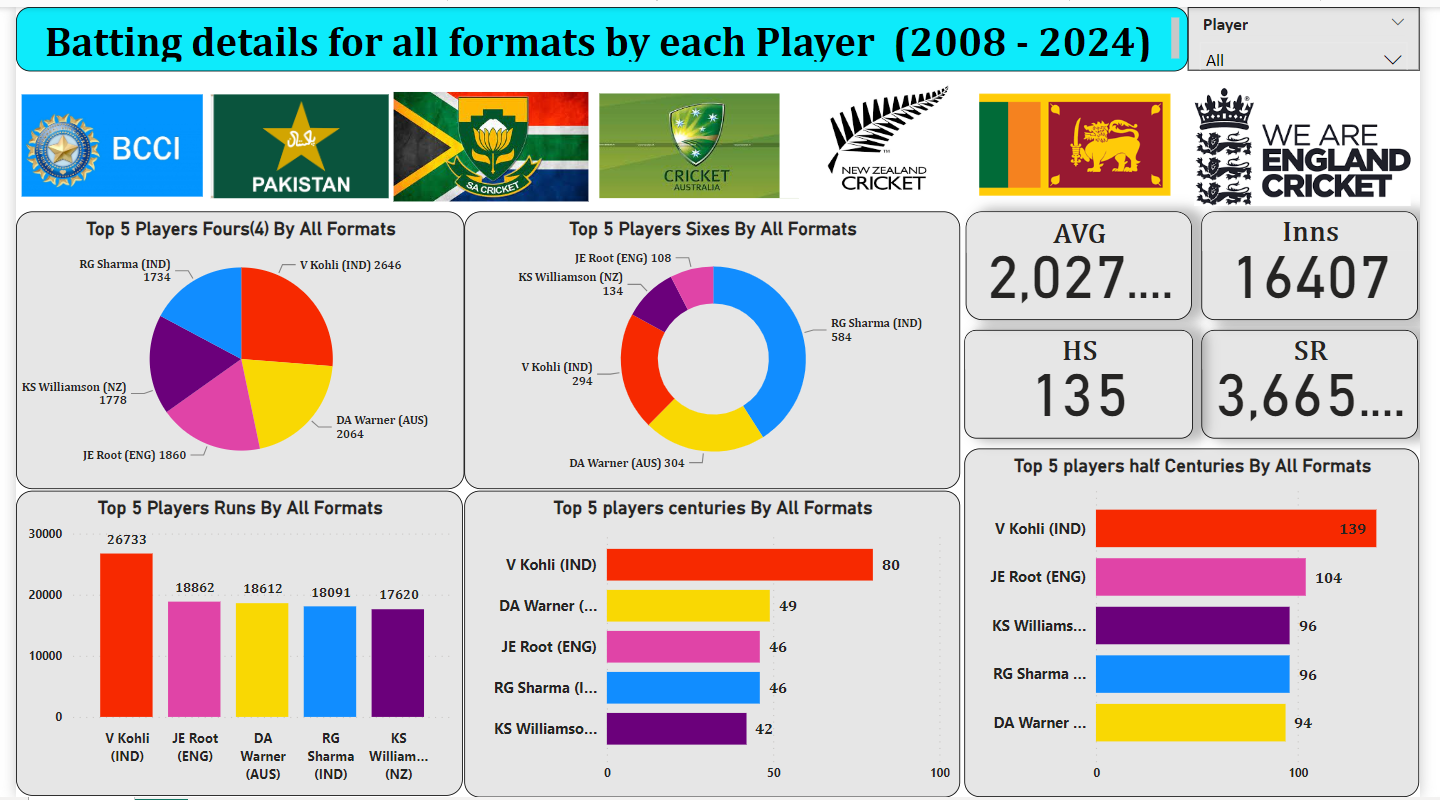 Batting details for all formats by each Player (2008 - 2024)
Player
All
BCCI
PAKISTAN
SA CRICKET
CRICKET
AUSTRALIA
NEW ZEALAND
CRICKET
WE ARE
ENGLAND
CRICKET
Top 5 Players Fours(4) By All Formats
RG Sharma (IND)
1734
V Kohli (IND) 2646
KS Williamson (NZ)
1778
DA Warner (AUS)
2064
JE Root (ENG) 1860
Top 5 Players Sixes By All Formats
JE Root (ENG) 108
KS Williamson (NZ)
134
RG Sharma (IND)
584
V Kohli (IND)
294
DA Warner (AUS) 304
AVG
2,027....
Inns
16407
HS
135
SR
3,665....
Top 5 Players Runs By All Formats
30000
20000
10000
0
26733
18862
18612
18091
17620
V Kohli
(IND)
JE Root
(ENG)
DA
Warner
(AUS)
RG
Sharma
(IND)
KS
William...
(NZ)
Top 5 players centuries By All Formats
V Kohli (IND) 80
DA Warner (... 49
JE Root (ENG) 46
RG Sharma (I... 46
KS Williamso... 42
0 50 100
Top 5 players half Centuries By All Formats
V Kohli (IND) 139
JE Root (ENG) 104
KS Williams... 96
RG Sharma ... 96
DA Warner ... 94
0 100